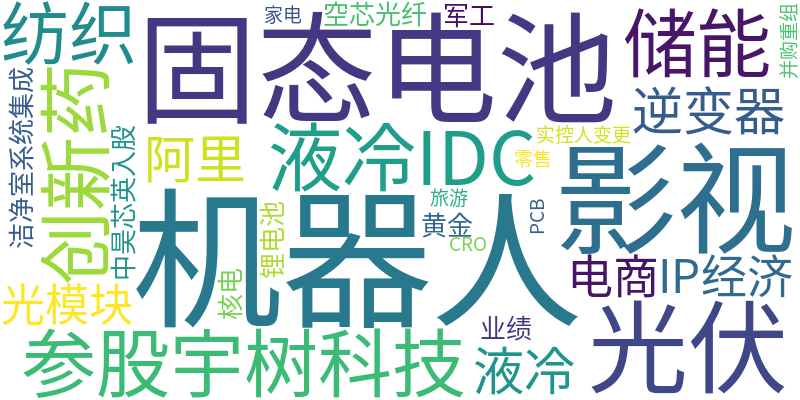 纺织
固态电池
家电
空芯光纤
军工
储能
并购重组
洁净室系统集成
创新药
中昊芯英入股
阿里
液冷IDC
逆变器
实控人变更
零售
影视
机器人
锂电池
旅游
黄金
PCB
CRO
核电
电商
IP经济
光模块
参股宇树科技
业绩
液冷
光伏